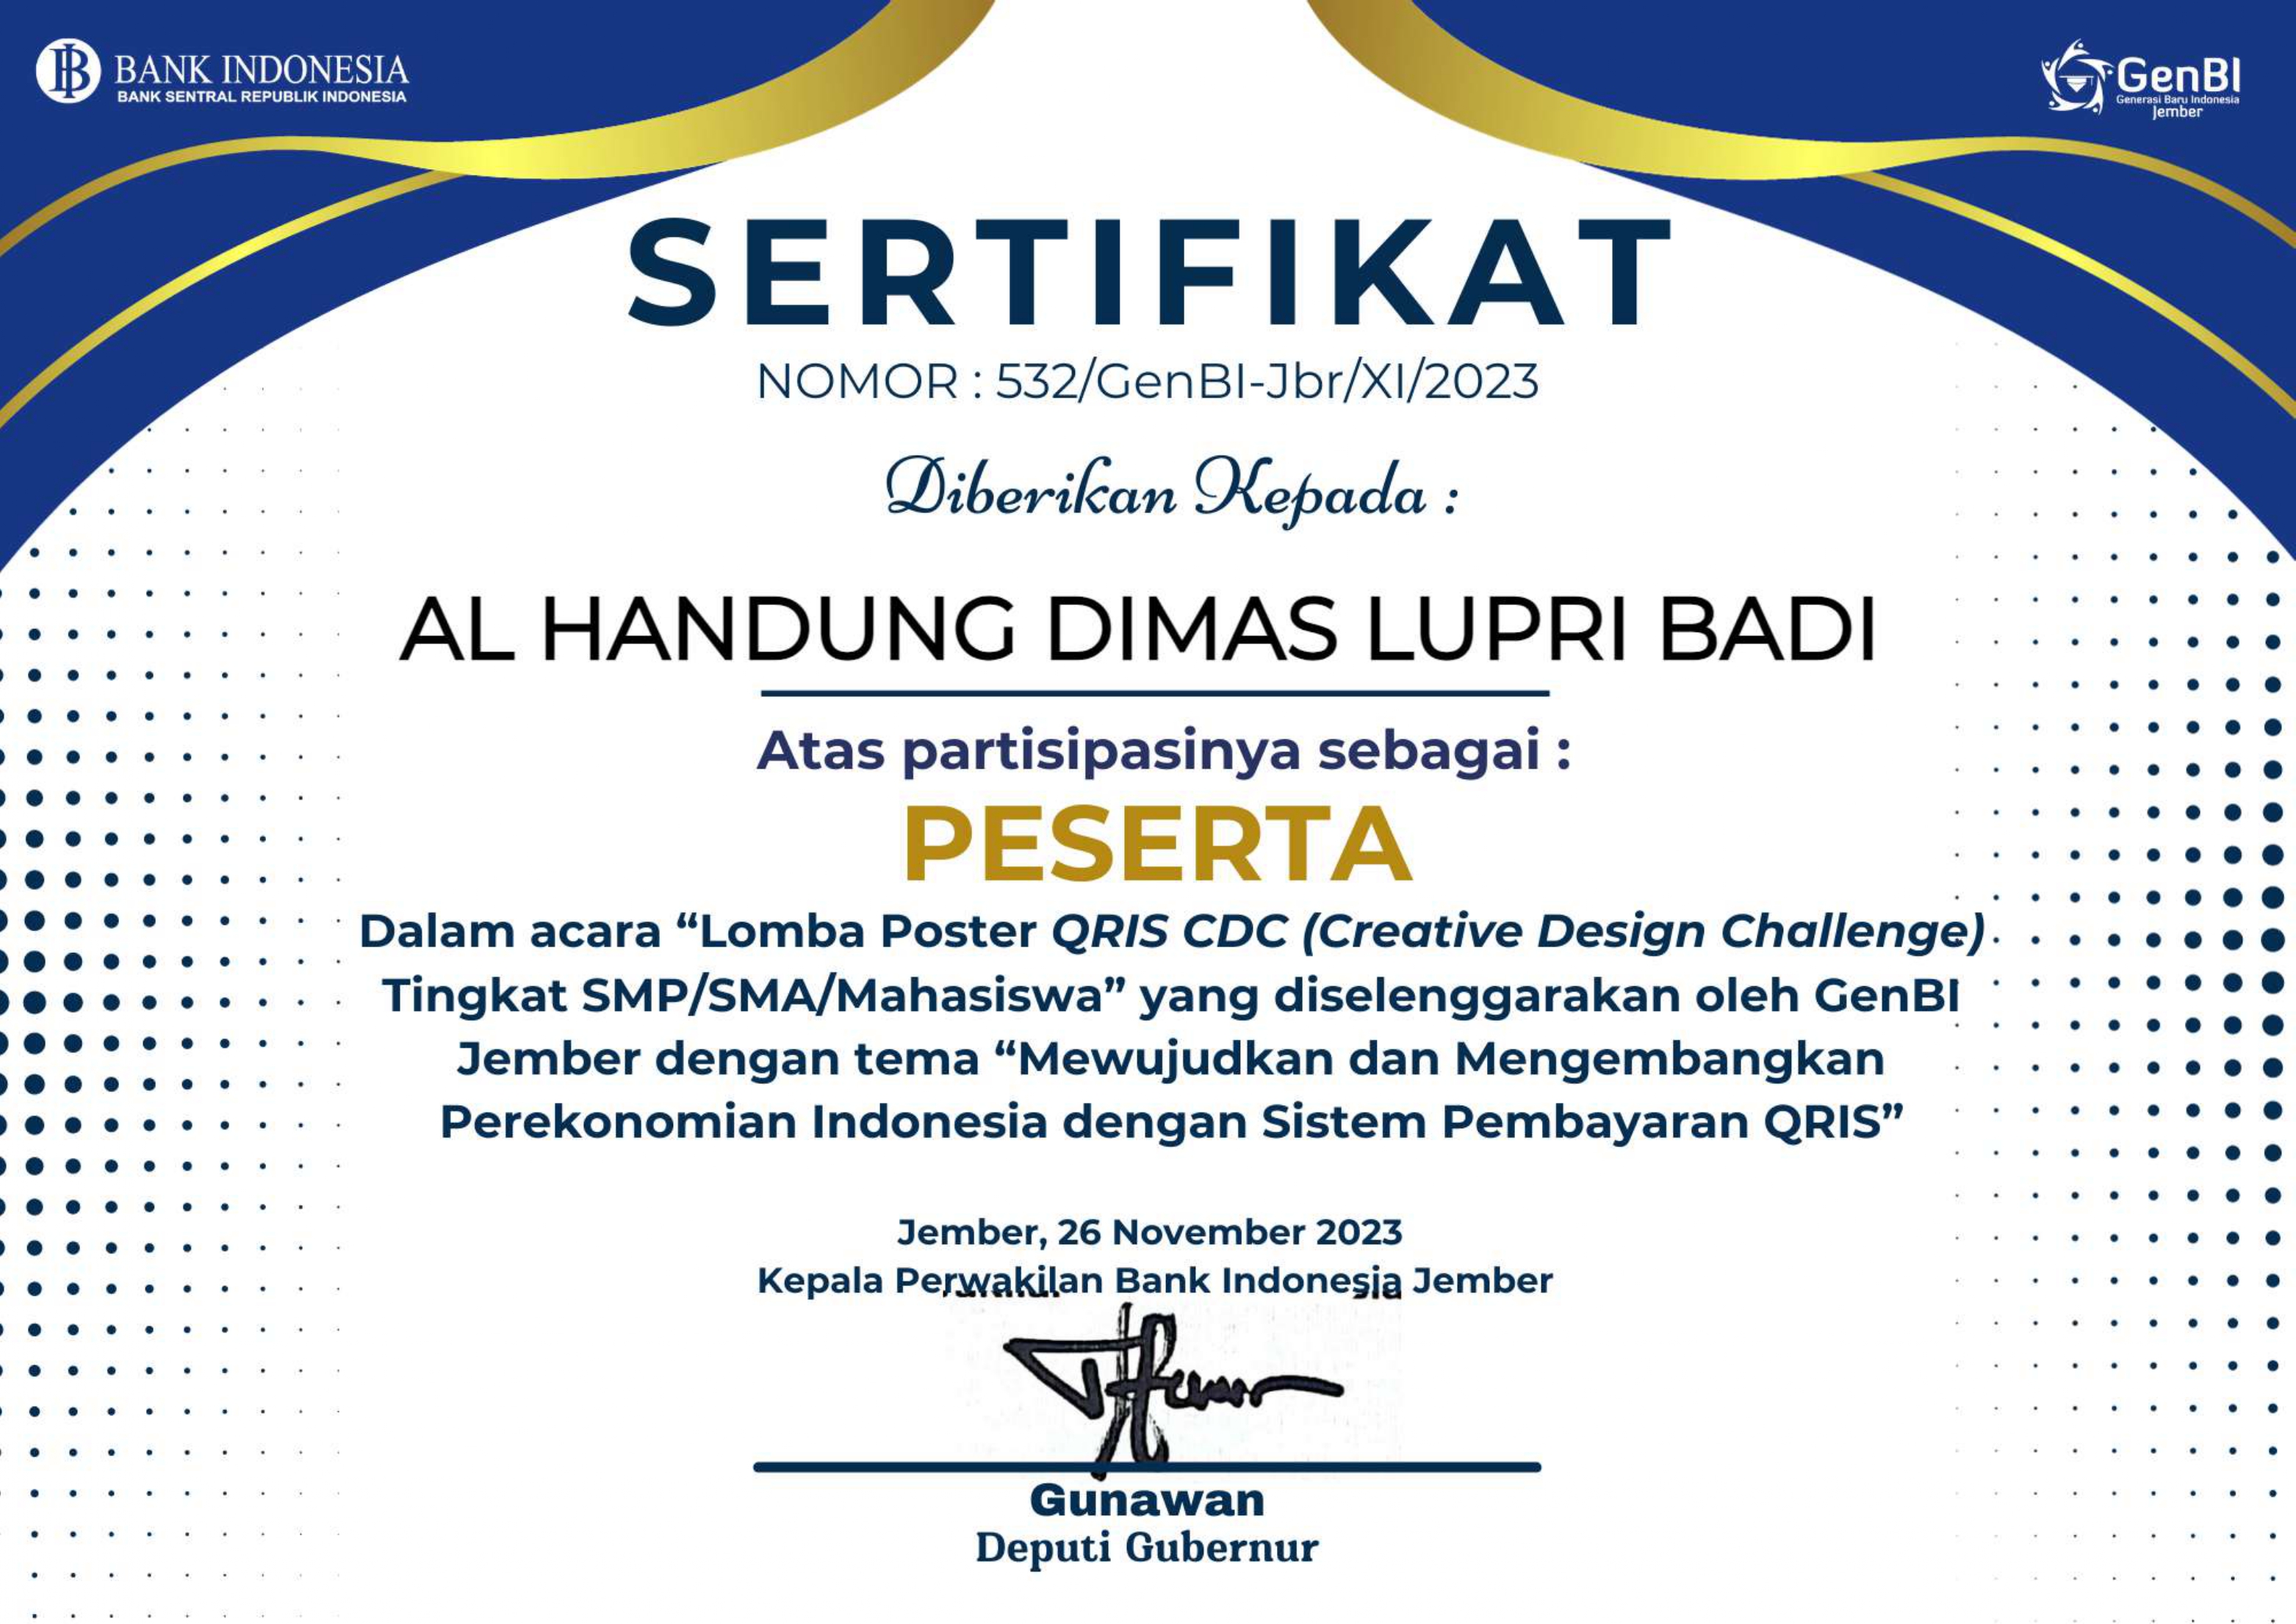 BANK INDONESIA
BANK SENTRAL REPUBLIK INDONESIA
GenBI
Generasi Baru Indonesia
Jember
SERTIFIKAT
NOMOR : 532/GenBI-Jbr/XI/2023
Diberikan Kepada :
AL HANDUNG DIMAS LUPRI BADI
Atas partisipasinya sebagai :
PESERTA
Dalam acara “Lomba Poster QRIS CDC (Creative Design Challenge)
Tingkat SMP/SMA/Mahasiswa” yang diselenggarakan oleh GenBI
Jember dengan tema “Mewujudkan dan Mengembangkan
Perekonomian Indonesia dengan Sistem Pembayaran QRIS”
Jember, 26 November 2023
Kepala Perwakilan Bank Indonesia Jember
Gunawan
Deputi Gubernur